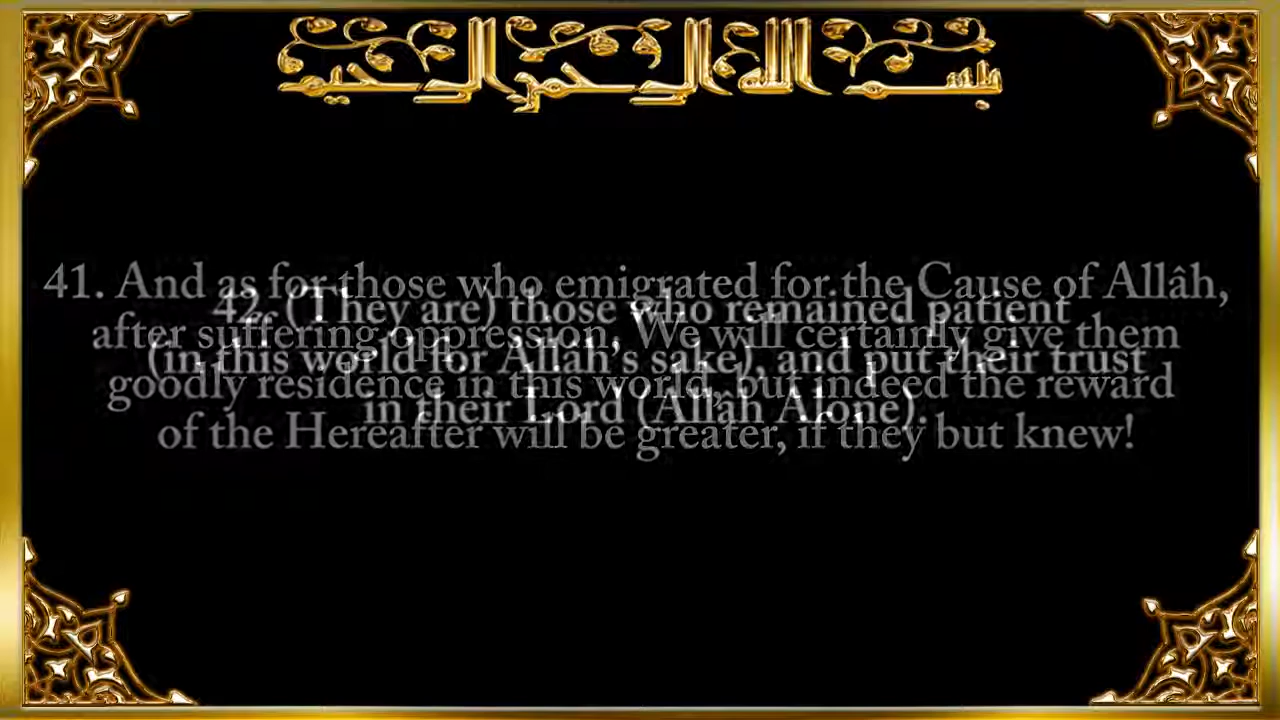 بسم الله الرحمن الرحيم
41. And as for those who emigrated for the Cause of Allâh,
after suffering oppression, We will certainly give them
goodly residence in this world, but indeed the reward
of the Hereafter will be greater, if they but knew!
42. (They are) those who remained patient
(in this world for Allâh's sake), and put their trust
in their Lord (Allâh Alone).